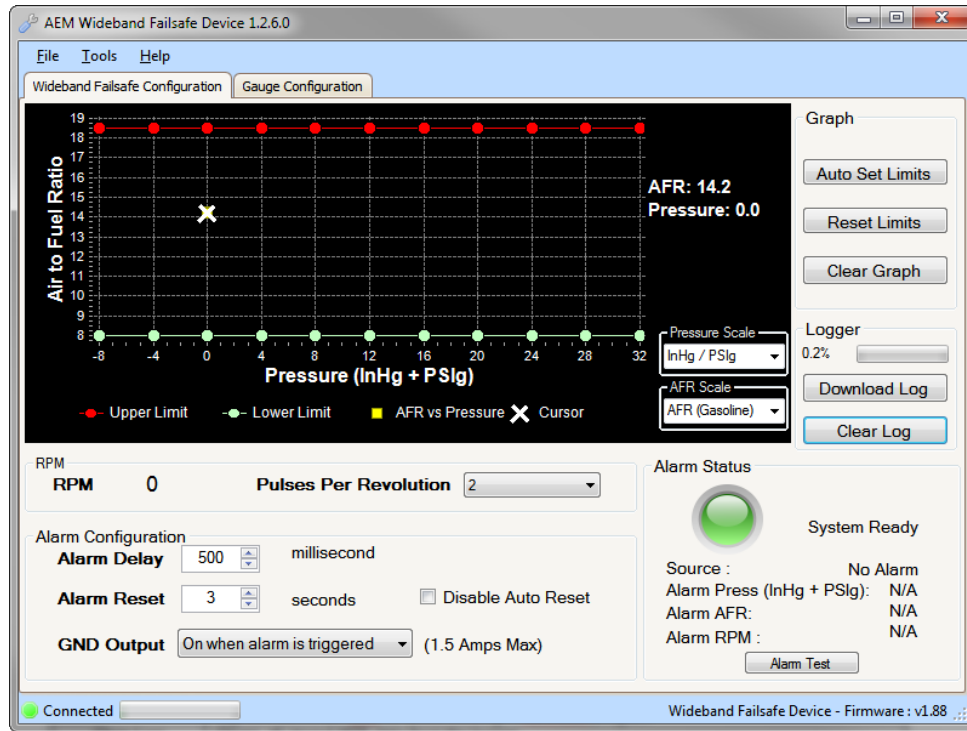 AEM Wideband Failsafe Device 1.2.6.0
File Tools Help
Wideband Failsafe Configuration Gauge Configuration
Air to Fuel Ratio
19
18
17
16
15
14
13
12
11
10
9
8
-8 -4 0 4 8 12 16 20 24 28 32
Pressure (InHg + PSIg)
Upper Limit Lower Limit AFR vs Pressure Cursor
AFR: 14.2
Pressure: 0.0
Pressure Scale
InHg / PSIg
AFR Scale
AFR (Gasoline)
Graph
Auto Set Limits
Reset Limits
Clear Graph
Logger
0.2%
Download Log
Clear Log
RPM
RPM 0 Pulses Per Revolution 2
Alarm Configuration
Alarm Delay 500 millisecond
Alarm Reset 3 seconds Disable Auto Reset
GND Output On when alarm is triggered (1.5 Amps Max)
Alarm Status
System Ready
Source : No Alarm
Alarm Press (InHg + PSIg): N/A
Alarm AFR: N/A
Alarm RPM : N/A
Alarm Test
Connected Wideband Failsafe Device - Firmware : v1.88